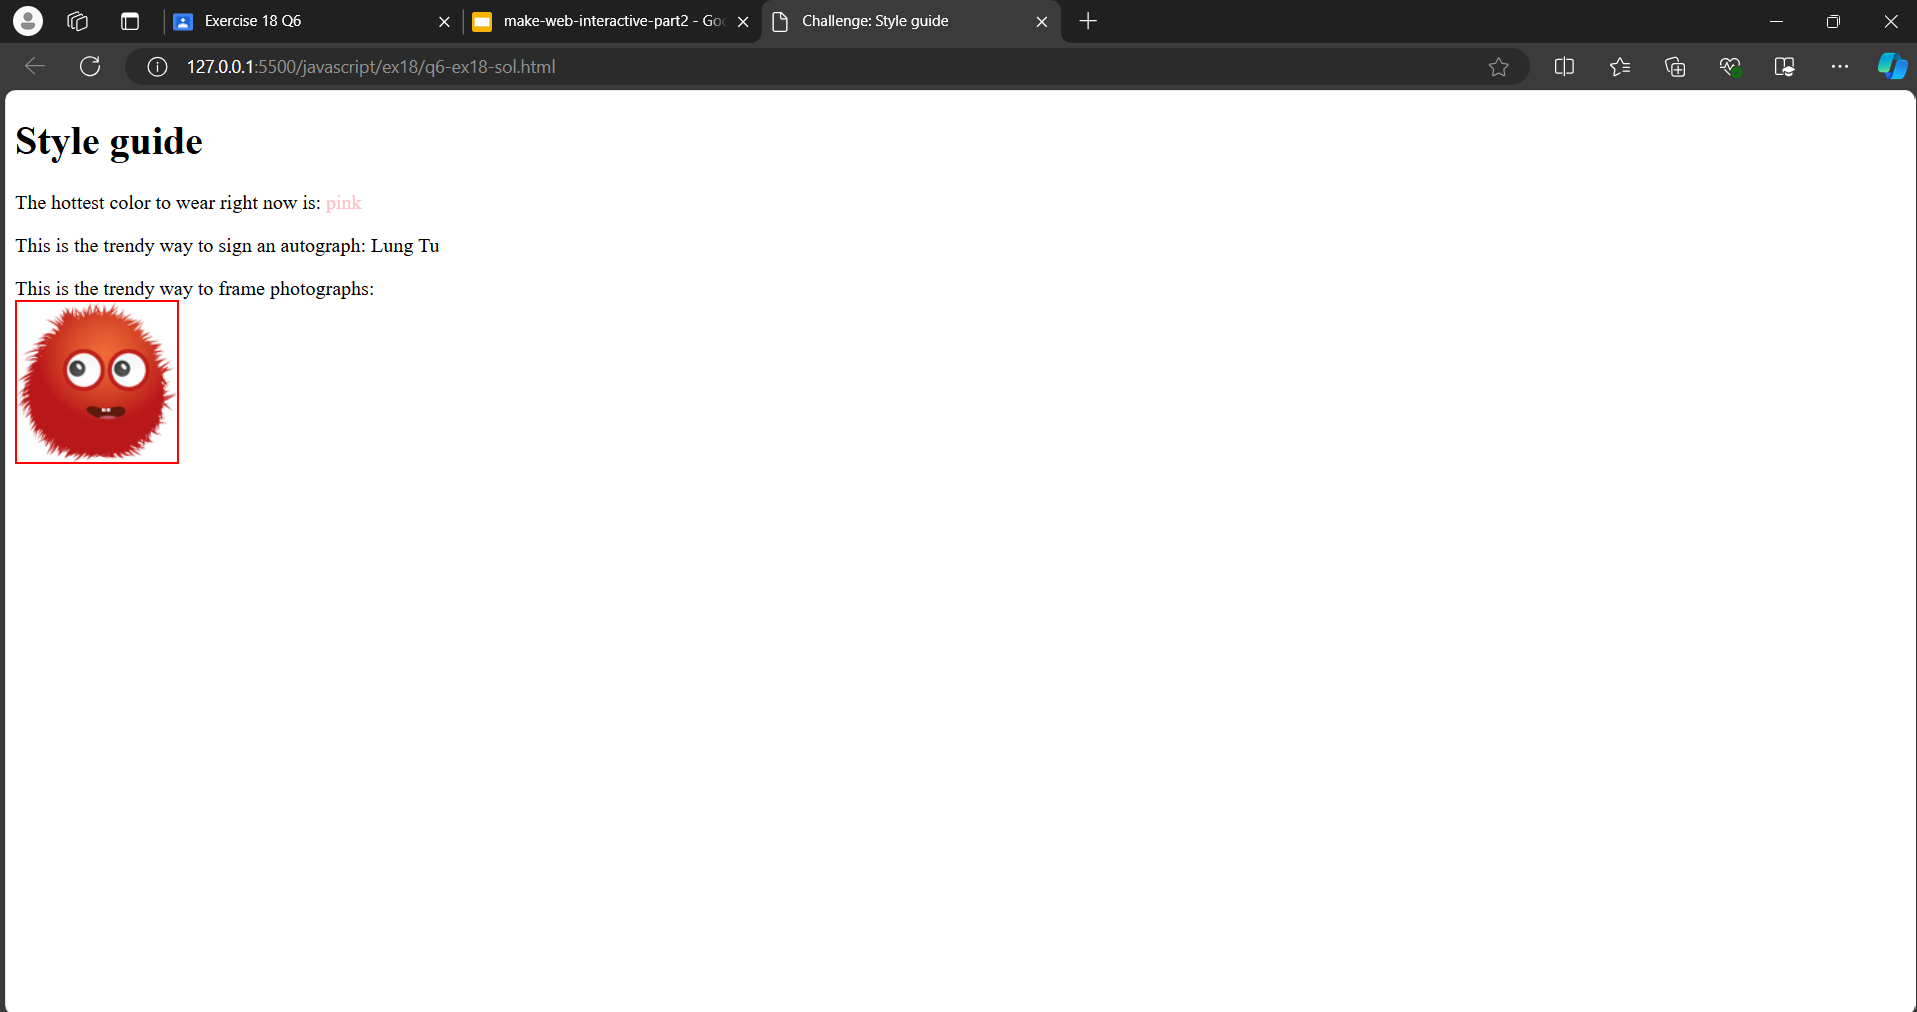 Exercise 18 Q6
make-web-interactive-part2 - Goo
Challenge: Style guide
127.0.0.1:5500/javascript/ex18/q6-ex18-sol.html
Style guide
The hottest color to wear right now is: pink
This is the trendy way to sign an autograph: Lung Tu
This is the trendy way to frame photographs: